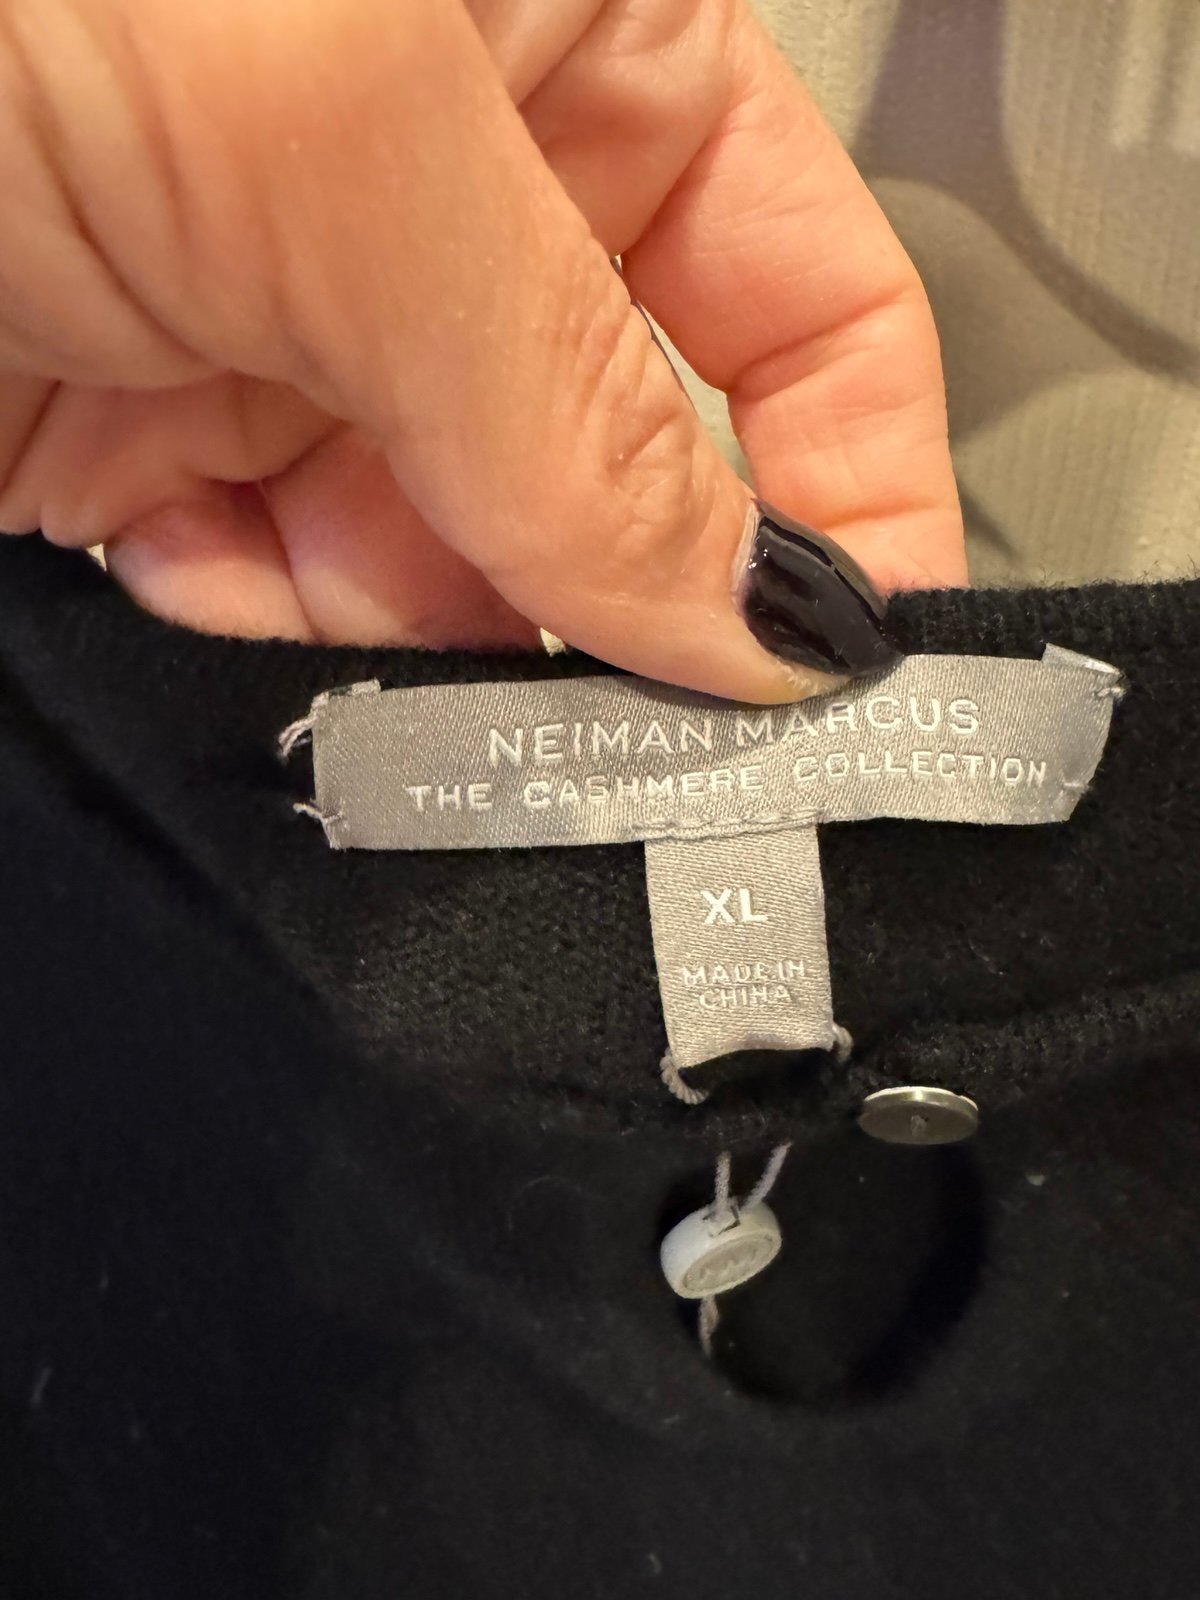 NEIMAN MARCUS
THE CASHMERE COLLECTION
XL
MADE IN
CHINA